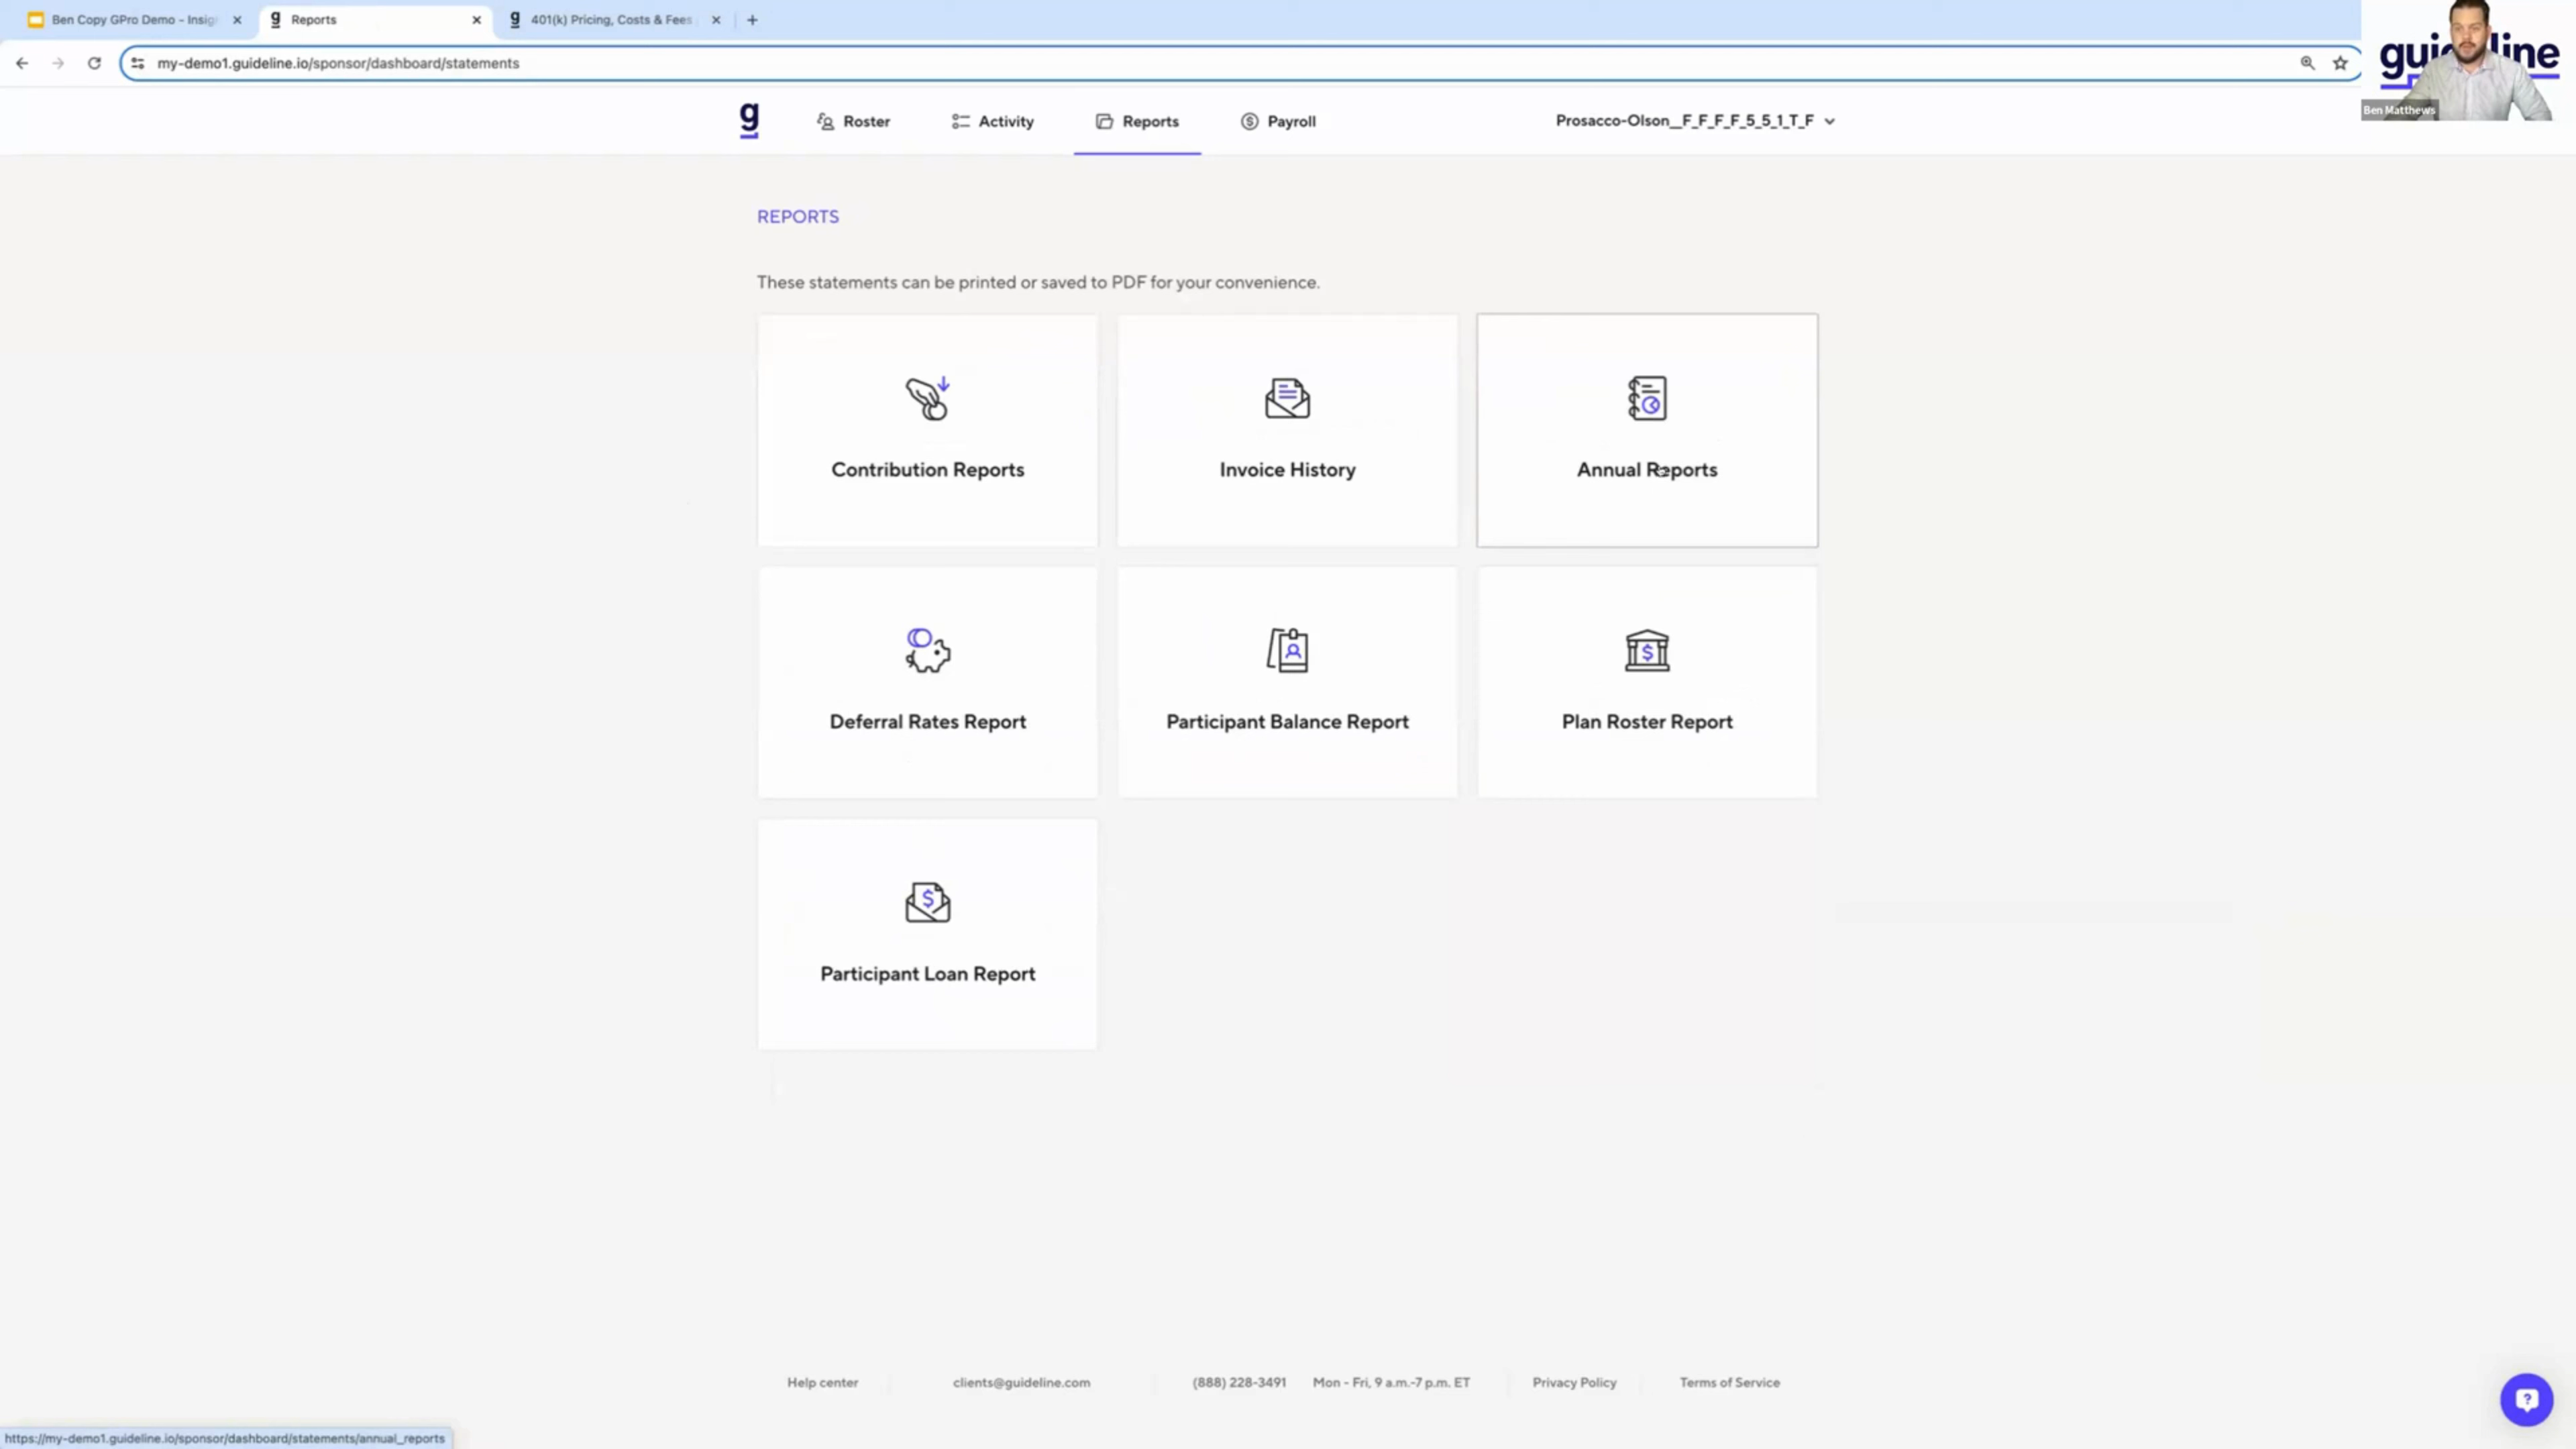 Ben Copy GPro Demo - Insig
Reports
401(k) Pricing, Costs & Fees
my-demo1.guideline.io/sponsor/dashboard/statements
guideline
Ben Matthews
g
Roster
Activity
Reports
Payroll
Prosacco-Olson__F_F_F_F_5_5_1_T_F
REPORTS
These statements can be printed or saved to PDF for your convenience.
Contribution Reports
Invoice History
Annual Reports
Deferral Rates Report
Participant Balance Report
Plan Roster Report
Participant Loan Report
Help center
clients@guideline.com
(888) 228-3491
Mon - Fri, 9 a.m.-7 p.m. ET
Privacy Policy
Terms of Service
https://my-demo1.guideline.io/sponsor/dashboard/statements/annual_reports